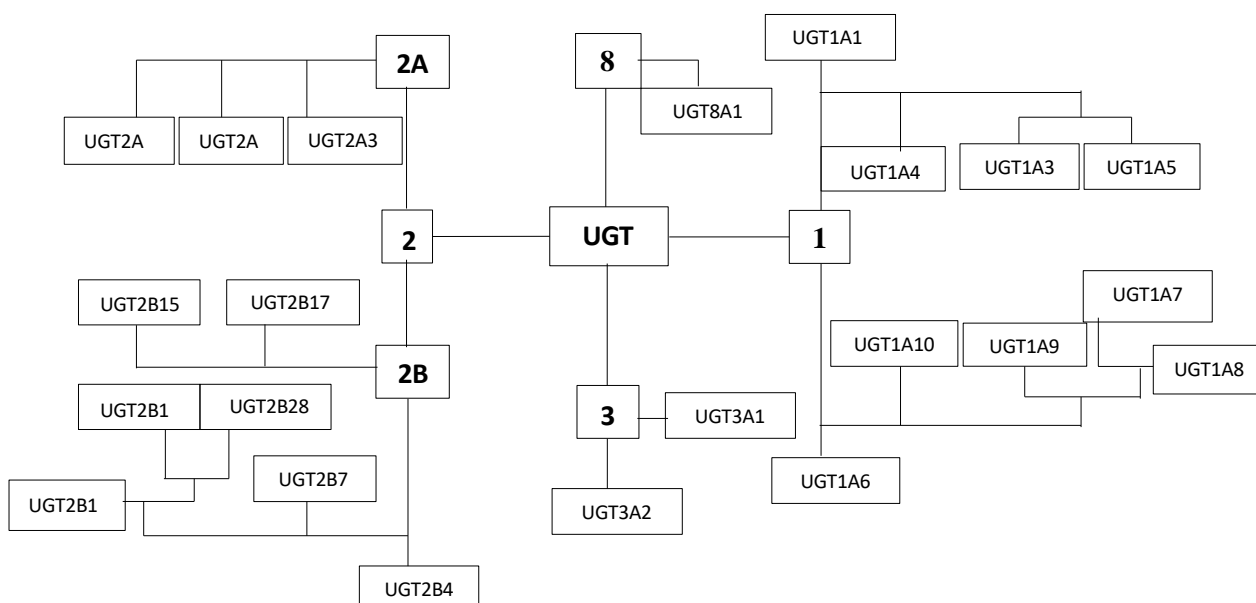 UGT1A1
2A
8
UGT8A1
UGT2A
UGT2A
UGT2A3
UGT1A4
UGT1A3
UGT1A5
2
UGT
1
UGT2B15
UGT2B17
UGT1A7
UGT1A10
UGT1A9
UGT1A8
2B
UGT2B1
UGT2B28
3
UGT3A1
UGT2B7
UGT1A6
UGT2B1
UGT3A2
UGT2B4